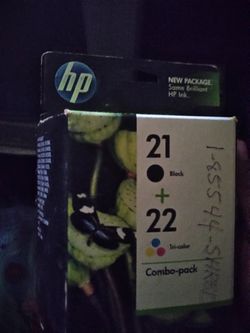 hp
NEW PACKAGE
Same Brilliant
HP Ink.
21
Black
+
22
Tri-color
Combo-pack